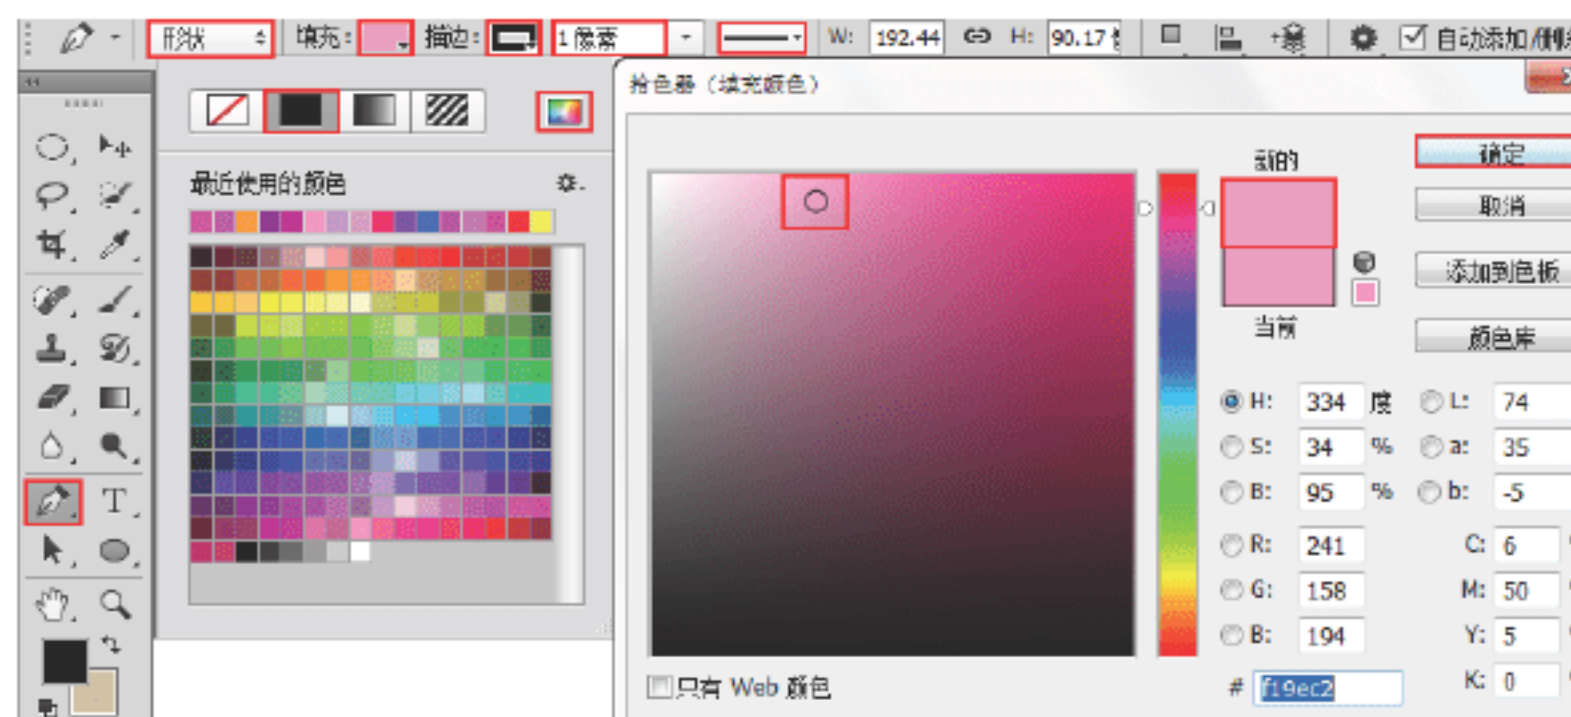 形状 填充: 描边: 1 像素 W: 192.44 H: 90.17 自动添加/删除
拾色器（填充颜色）
最近使用的颜色
新的
当前
确定
取消
添加到色板
颜色库
H: 334 度 L: 74
S: 34 % a: 35
B: 95 % b: -5
R: 241 C: 6
G: 158 M: 50
B: 194 Y: 5
# f19ec2 K: 0
只有 Web 颜色
T